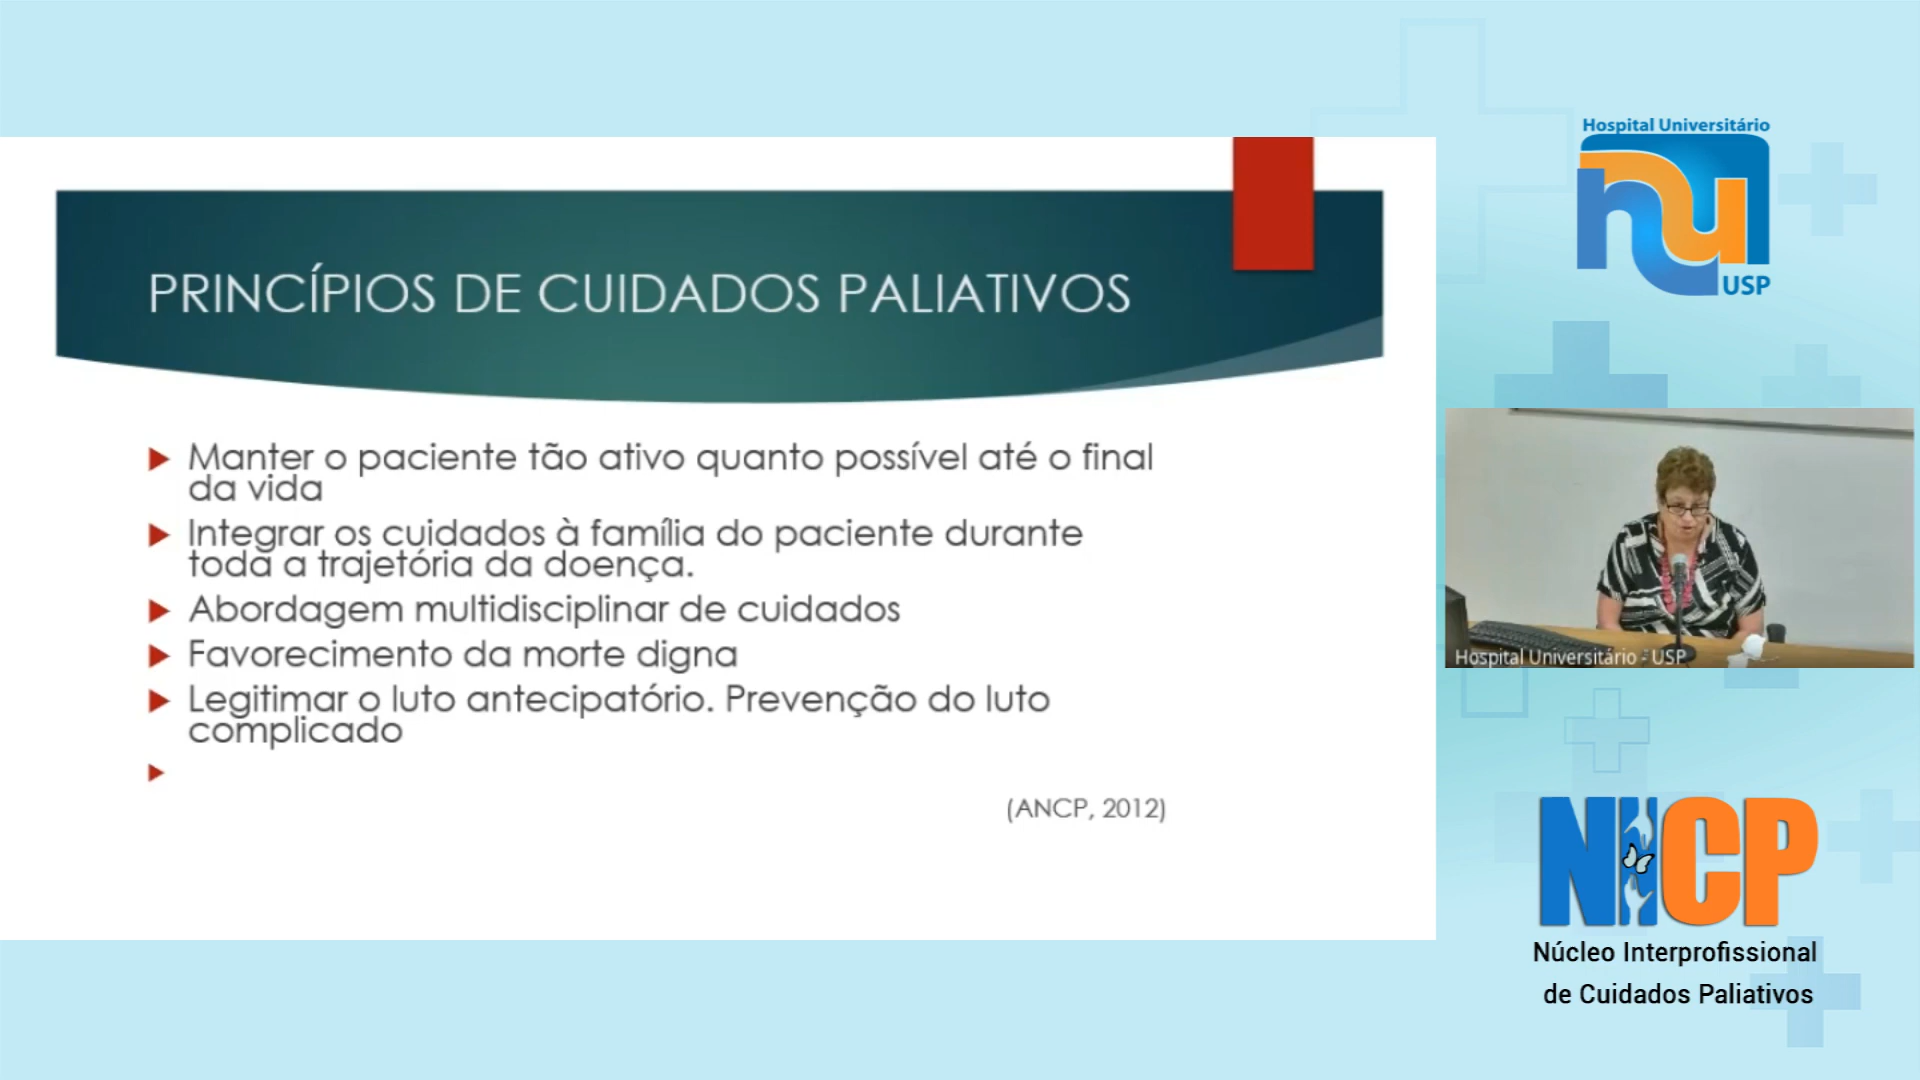 PRINCÍPIOS DE CUIDADOS PALIATIVOS
Manter o paciente tão ativo quanto possível até o final
da vida
Integrar os cuidados à família do paciente durante
toda a trajetória da doença.
Abordagem multidisciplinar de cuidados
Favorecimento da morte digna
Legitimar o luto antecipatório. Prevenção do luto
complicado
(ANCP, 2012)
Hospital Universitário
hu
USP
Hospital Universitário - USP
NICP
Núcleo Interprofissional
de Cuidados Paliativos